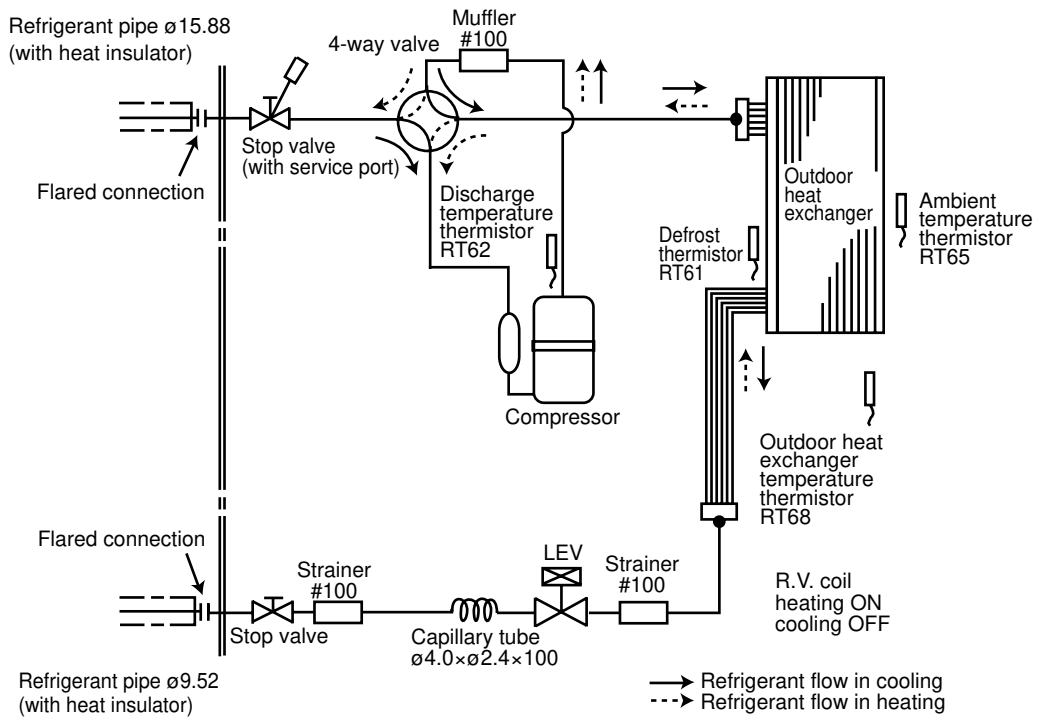 Refrigerant pipe ø15.88
(with heat insulator)
Muffler
#100
4-way valve
Stop valve
(with service port)
Flared connection
Discharge
temperature
thermistor
RT62
Outdoor
heat
exchanger
Ambient
temperature
thermistor
RT65
Defrost
thermistor
RT61
Compressor
Outdoor heat
exchanger
temperature
thermistor
RT68
Flared connection
Strainer
#100
LEV
Strainer
#100
R.V. coil
heating ON
cooling OFF
Stop valve
Capillary tube
ø4.0×ø2.4×100
Refrigerant pipe ø9.52
(with heat insulator)
Refrigerant flow in cooling
Refrigerant flow in heating